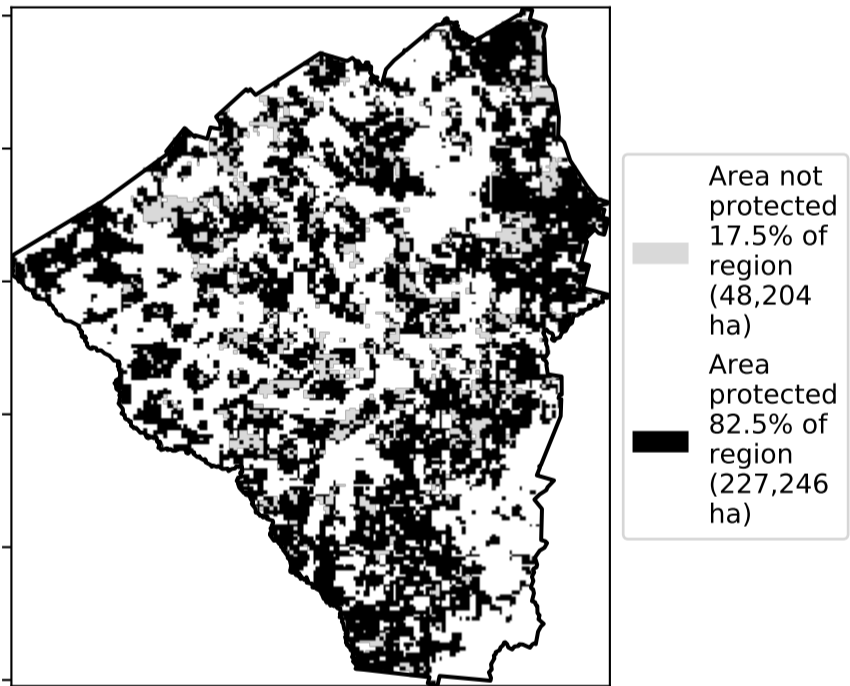 Area not
protected
17.5% of
region
(48,204
ha)
Area
protected
82.5% of
region
(227,246
ha)